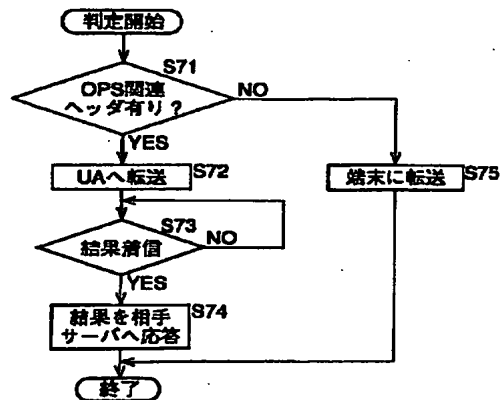 判定開始
S71
OPS関連
ヘッダ有り?
NO
YES
UAへ転送
S72
端末に転送
S75
S73
結果着信
NO
YES
結果を相手
サーバへ応答
S74
終了